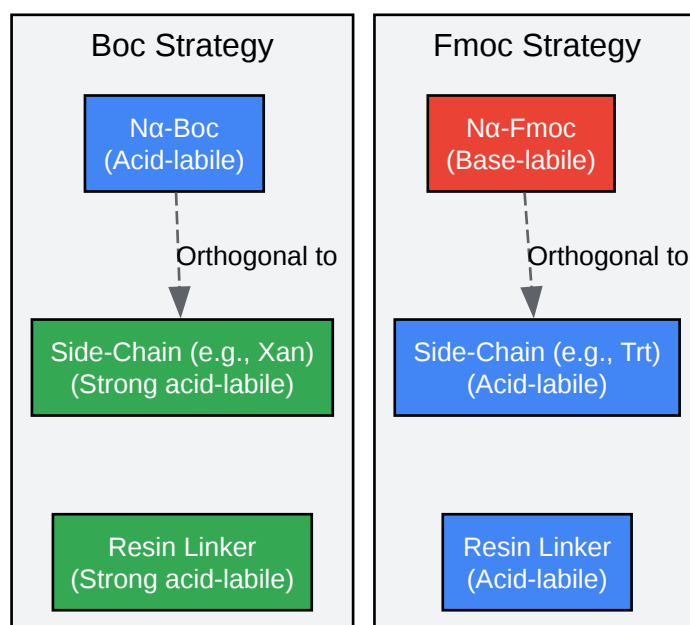 Boc Strategy
Nα-Boc
(Acid-labile)
Orthogonal to
Side-Chain (e.g., Xan)
(Strong acid-labile)
Resin Linker
(Strong acid-labile)
Fmoc Strategy
Nα-Fmoc
(Base-labile)
Orthogonal to
Side-Chain (e.g., Trt)
(Acid-labile)
Resin Linker
(Acid-labile)